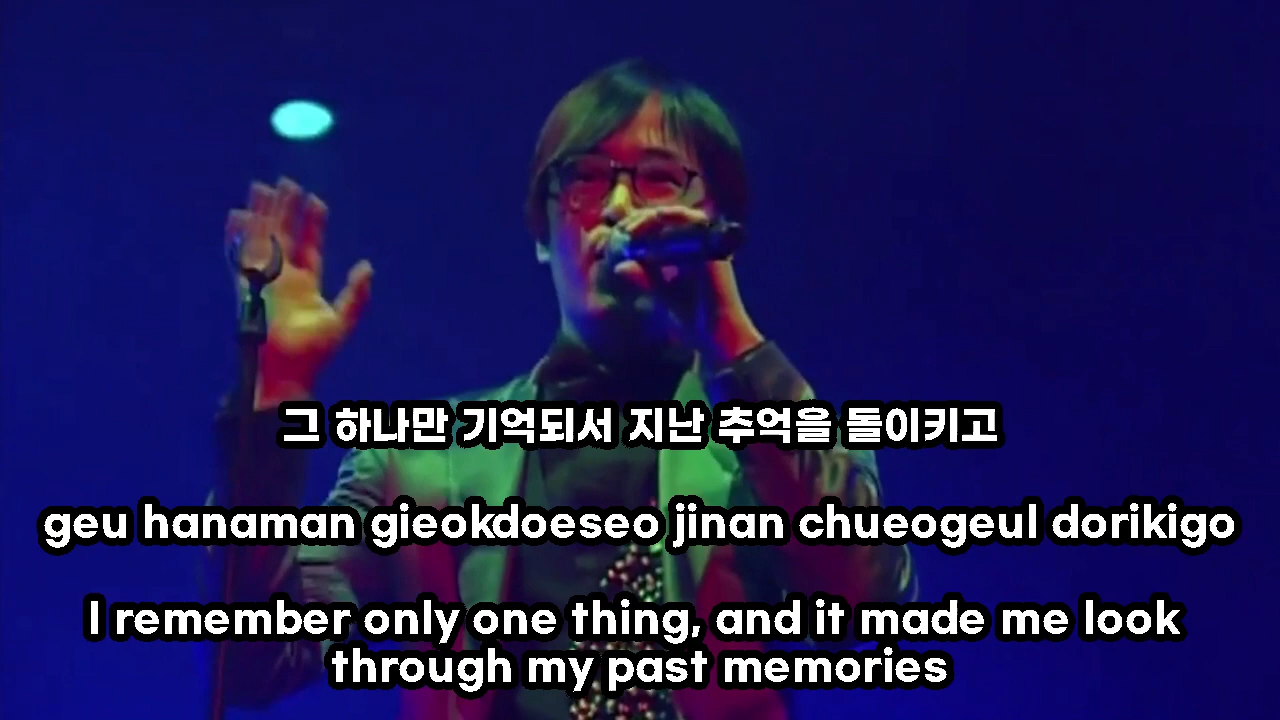 그 하나만 기억되서 지난 추억을 돌이키고
geu hanaman gieokdoeseo jinan chueogeul dorikigo
I remember only one thing, and it made me look
through my past memories